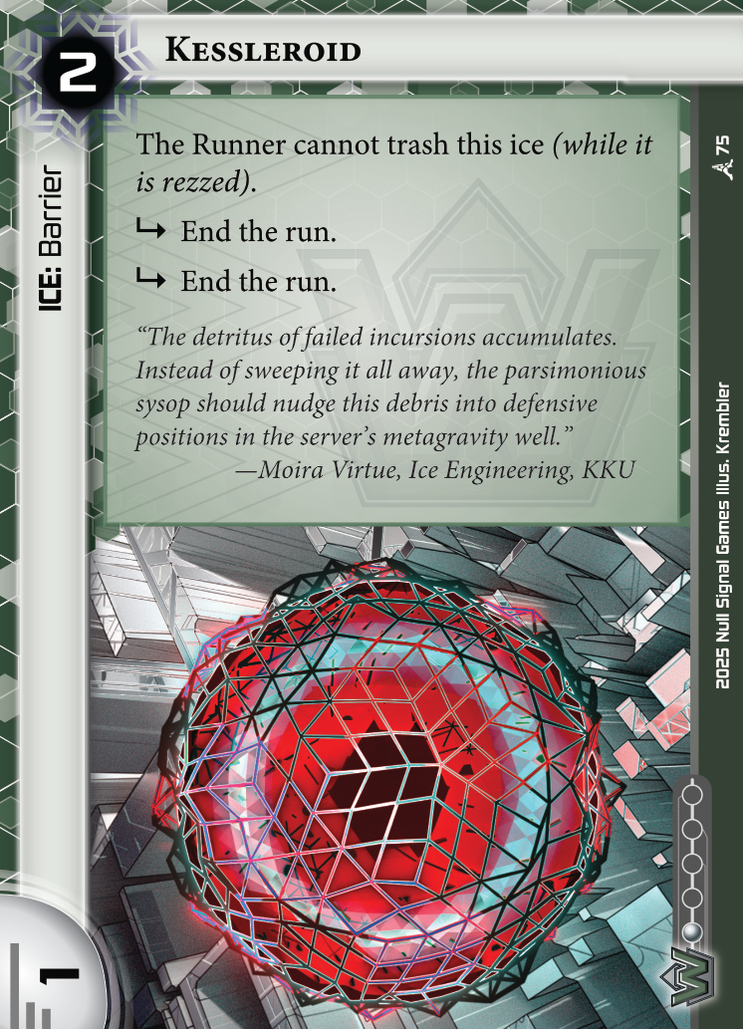 2
Kessleroid
ICE: Barrier
The Runner cannot trash this ice (while it
is rezzed).
End the run.
End the run.
“The detritus of failed incursions accumulates.
Instead of sweeping it all away, the parsimonious
sysop should nudge this debris into defensive
positions in the server’s metagravity well.”
—Moira Virtue, Ice Engineering, KKU
75
2025 Null Signal Games Illus. Krembler
1